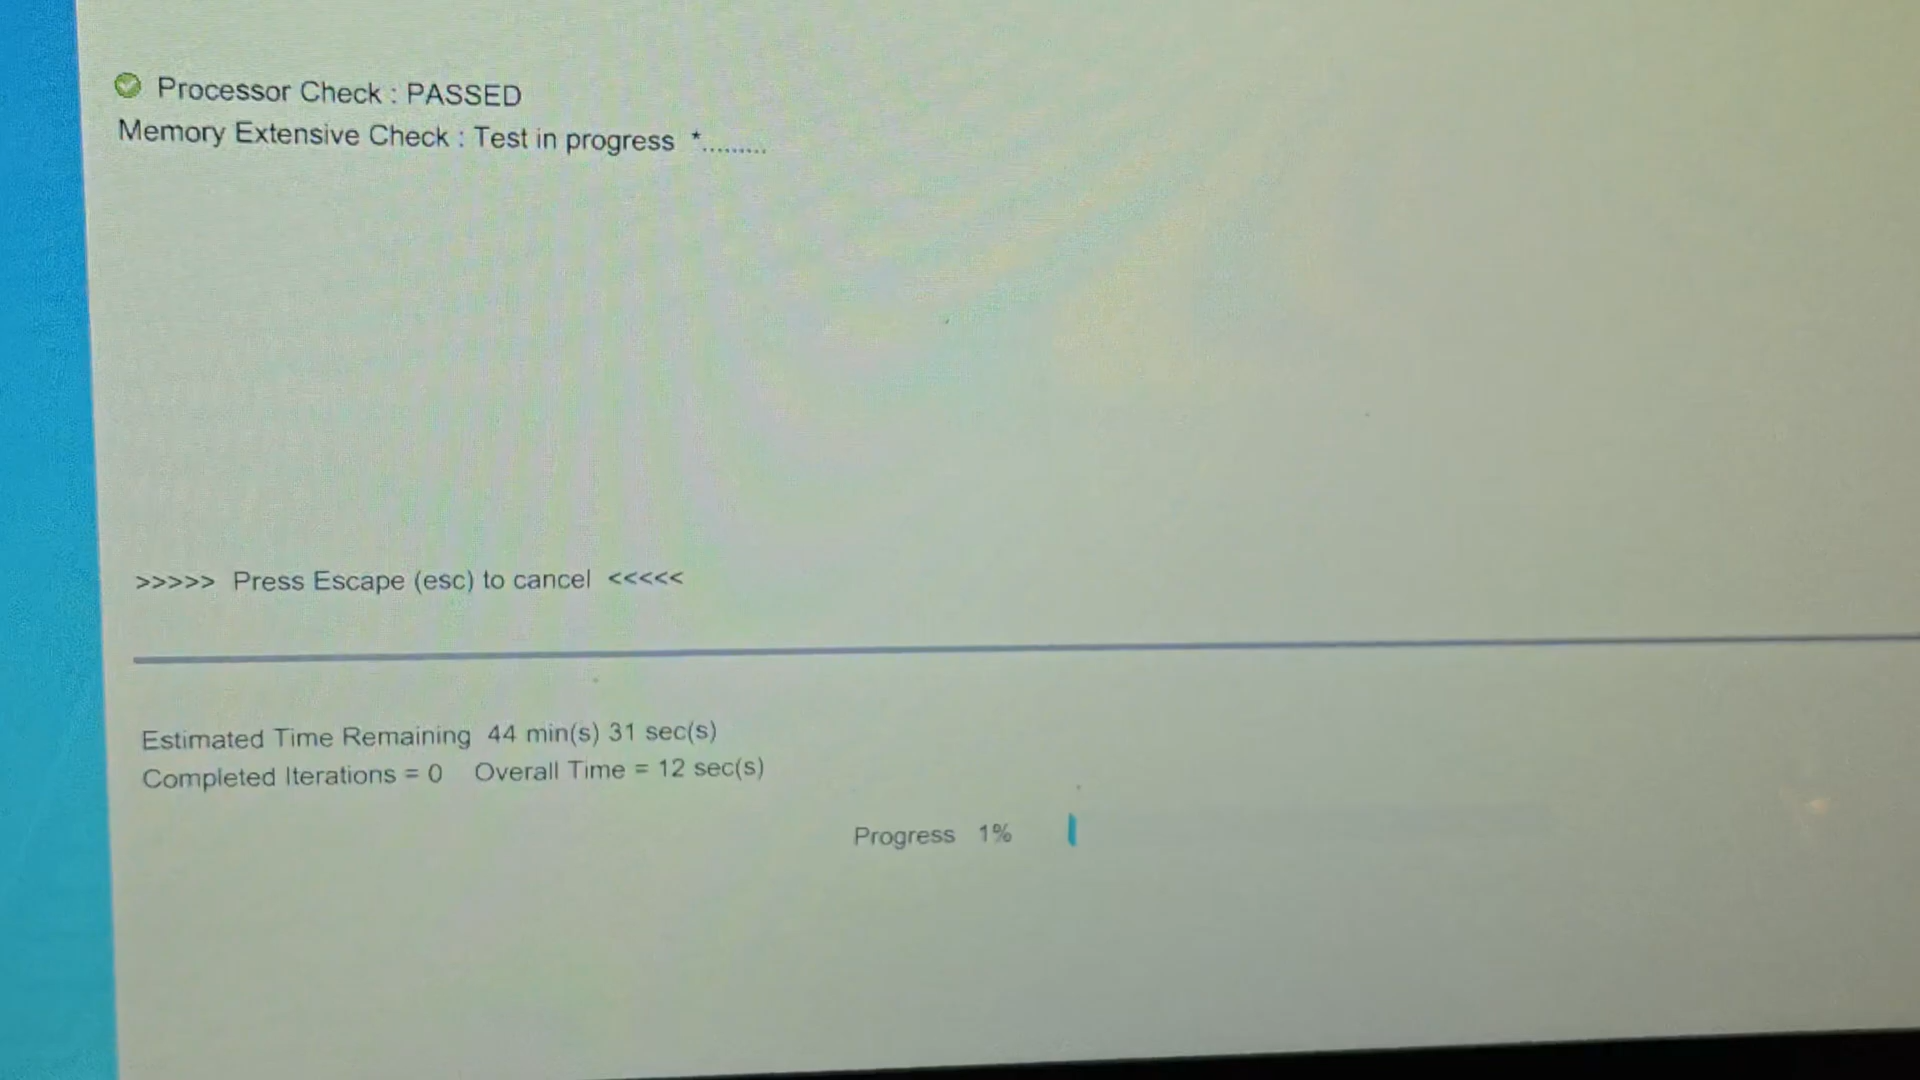 Processor Check : PASSED
Memory Extensive Check : Test in progress *.........
>>>>> Press Escape (esc) to cancel <<<<<
Estimated Time Remaining 44 min(s) 31 sec(s)
Completed Iterations = 0 Overall Time = 12 sec(s)
Progress 1%